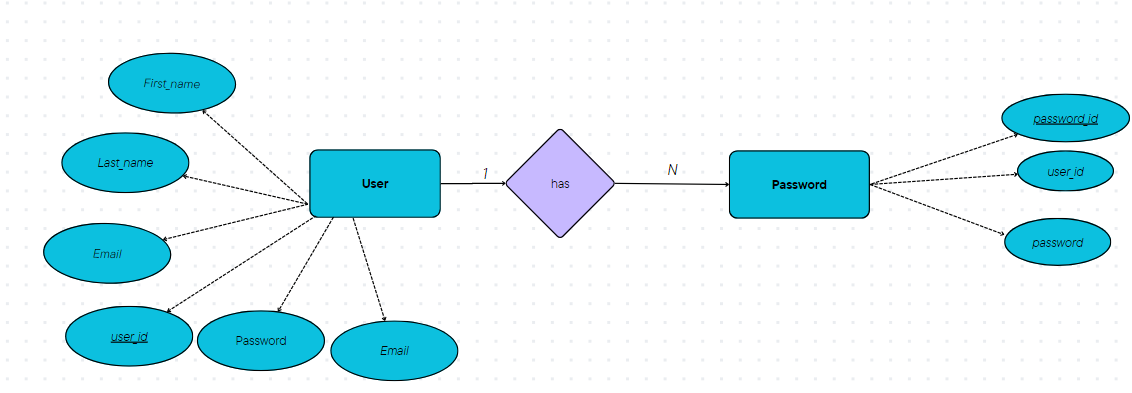 First_name
Last_name
Email
user_id
Password
Email
User
1
has
N
Password
password_id
user_id
password